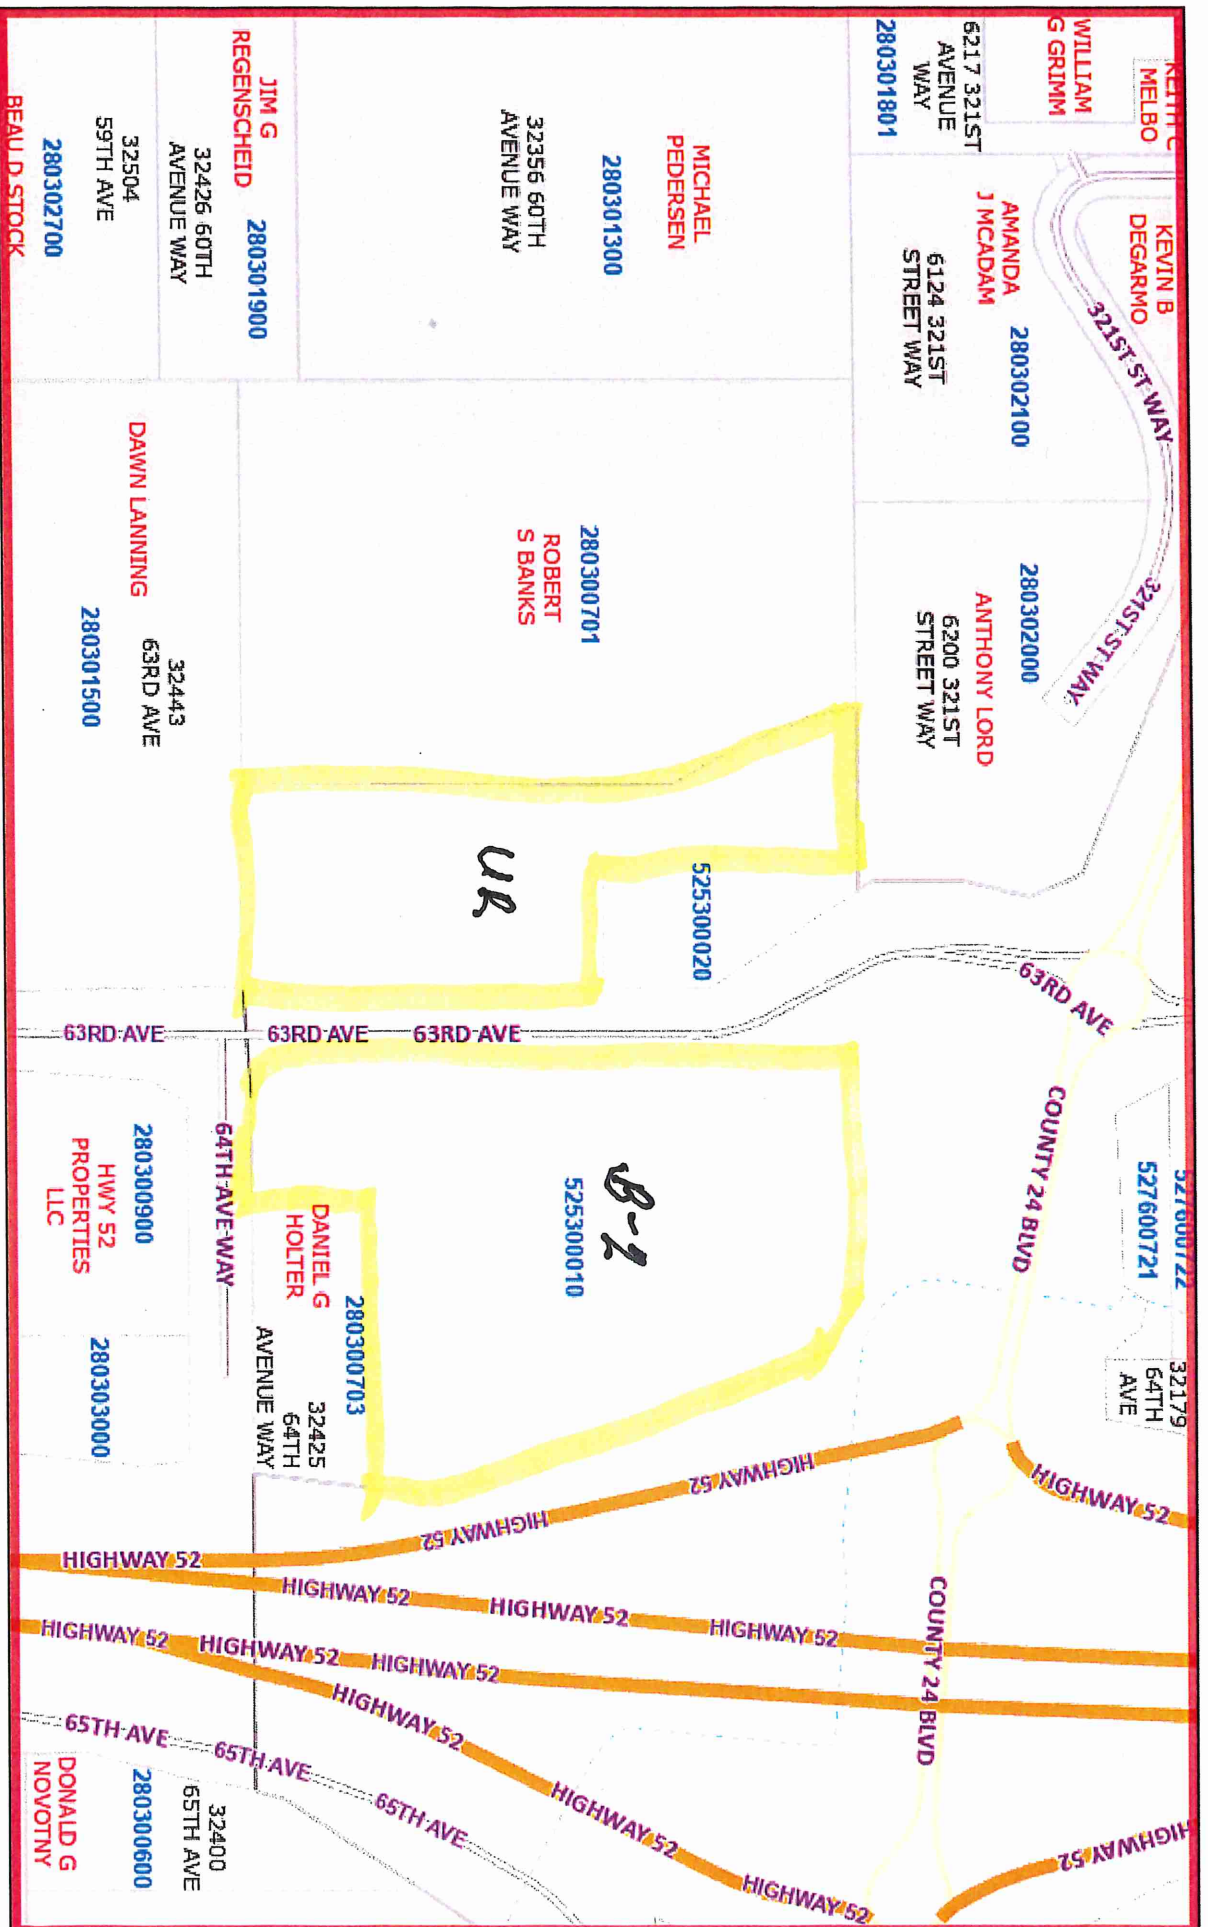 KEITH C
MELBO
WILLIAM
G GRIMM
6217 321ST
AVENUE
WAY
280301801
KEVIN B
DEGARMO
321ST ST WAY
321ST ST WAY
AMANDA
J MCADAM
280302100
6124 321ST
STREET WAY
280302000
ANTHONY LORD
6200 321ST
STREET WAY
63RD AVE
COUNTY 24 BLVD
527600722
527600721
32179
64TH
AVE
HIGHWAY 52
COUNTY 24 BLVD
HIGHWAY 52
MICHAEL
PEDERSEN
280301300
32356 60TH
AVENUE WAY
280300701
ROBERT
S BANKS
525300020
UR
B-2
525300010
HIGHWAY 52
HIGHWAY 52
HIGHWAY 52
HIGHWAY 52
HIGHWAY 52
HIGHWAY 52
HIGHWAY 52
HIGHWAY 52
HIGHWAY 52
HIGHWAY 52
HIGHWAY 52
HIGHWAY 52
JIM G
REGENSCHEID
280301900
32426 60TH
AVENUE WAY
32504
59TH AVE
280302700
BEAU D STOCK
DAWN LANNING
32443
63RD AVE
280301500
63RD AVE
63RD AVE
63RD AVE
64TH AVE WAY
280300703
DANIEL G
HOLTER
32425
64TH
AVENUE WAY
280300900
HWY 52
PROPERTIES
LLC
280303000
65TH AVE
65TH AVE
65TH AVE
32400
65TH AVE
280300600
DONALD G
NOVOTNY